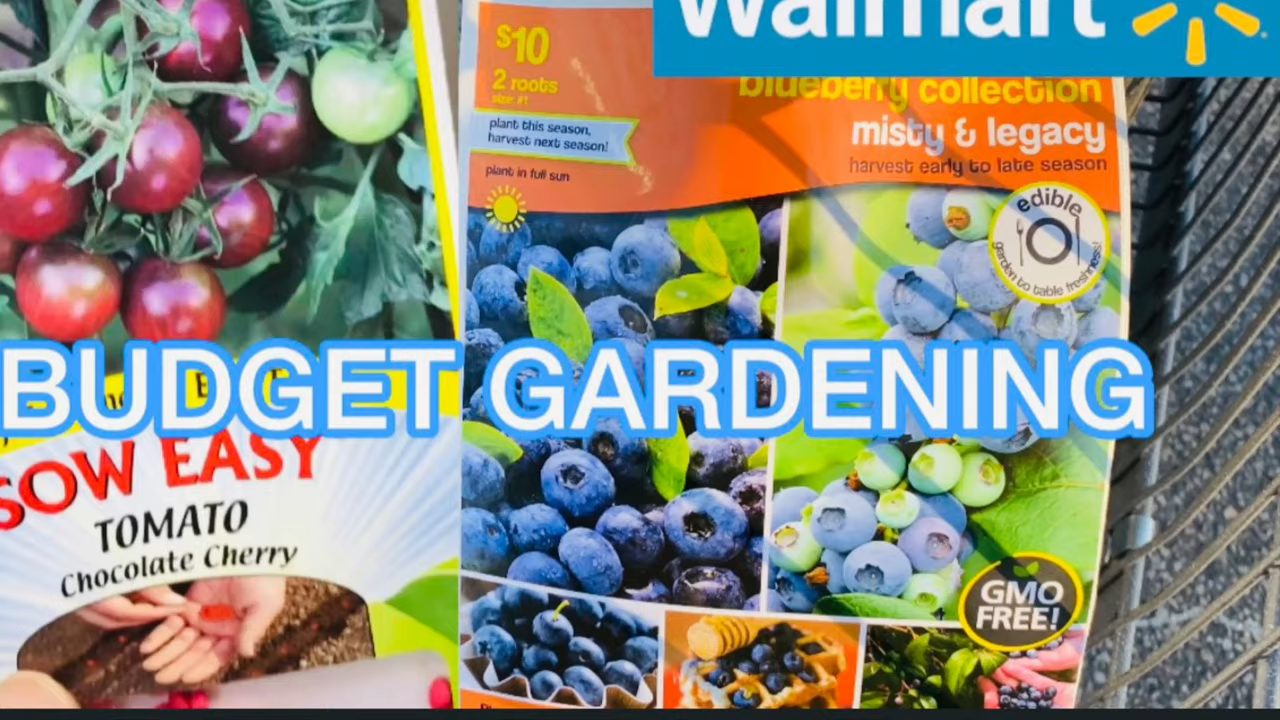 Walmart
$10
2 roots
size: #1
plant this season,
harvest next season!
plant in full sun
blueberry collection
misty & legacy
harvest early to late season
edible
garden to table freshness!
BUDGET GARDENING
SOW EASY
TOMATO
Chocolate Cherry
GMO
FREE!